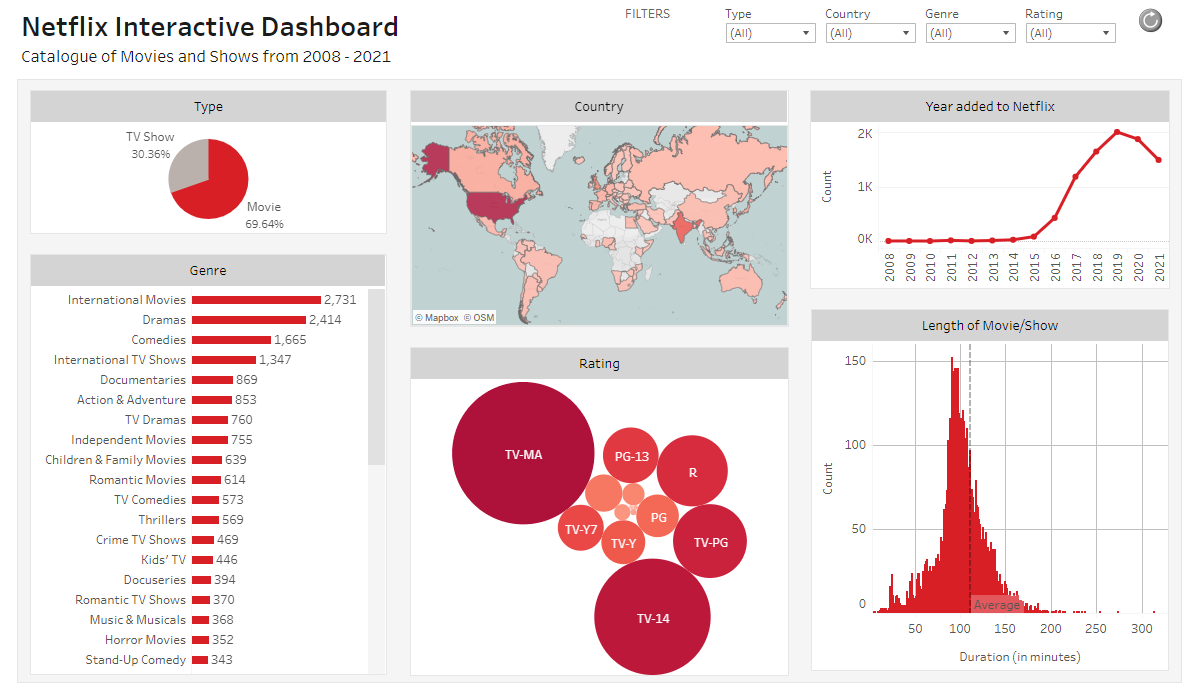 Netflix Interactive Dashboard
Catalogue of Movies and Shows from 2008 - 2021
FILTERS
Type
(All)
Country
(All)
Genre
(All)
Rating
(All)
Type
TV Show
30.36%
Movie
69.64%
Genre
International Movies 2,731
Dramas 2,414
Comedies 1,665
International TV Shows 1,347
Documentaries 869
Action & Adventure 853
TV Dramas 760
Independent Movies 755
Children & Family Movies 639
Romantic Movies 614
TV Comedies 573
Thrillers 569
Crime TV Shows 469
Kids' TV 446
Docuseries 394
Romantic TV Shows 370
Music & Musicals 368
Horror Movies 352
Stand-Up Comedy 343
Country
© Mapbox © OSM
Rating
TV-MA
PG-13
R
PG
TV-Y7
TV-Y
TV-PG
TV-14
Year added to Netflix
Count
2K
1K
0K
2008 2009 2010 2011 2012 2013 2014 2015 2016 2017 2018 2019 2020 2021
Length of Movie/Show
Count
150
100
50
0
Average
50 100 150 200 250 300
Duration (in minutes)